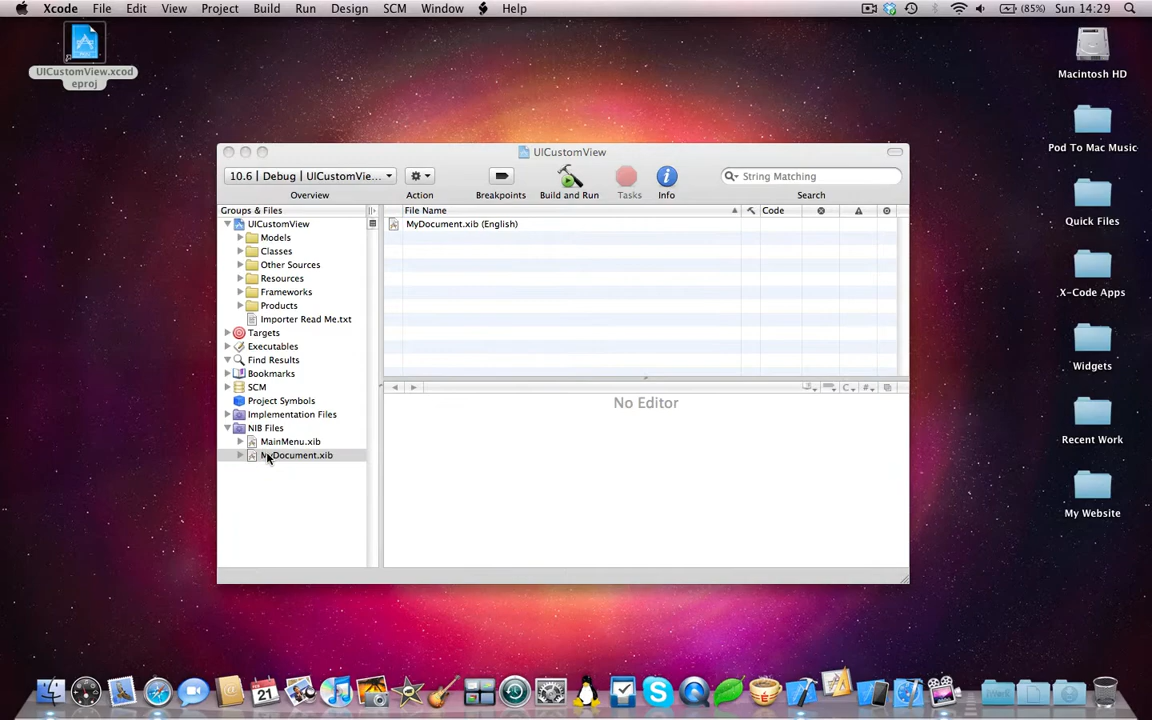 Xcode File Edit View Project Build Run Design SCM Window Help (85%) Sun 14:29
UICustomView.xcod
eproj
Macintosh HD
Pod To Mac Music
Quick Files
X-Code Apps
Widgets
Recent Work
My Website
UICustomView
10.6 | Debug | UICustomVie...
String Matching
Overview Action Breakpoints Build and Run Tasks Info Search
Groups & Files File Name Code
UICustomView
Models
Classes
Other Sources
Resources
Frameworks
Products
Importer Read Me.txt
Targets
Executables
Find Results
Bookmarks
SCM
Project Symbols
Implementation Files
NIB Files
MainMenu.xib
MyDocument.xib
MyDocument.xib (English)
C #
No Editor
21